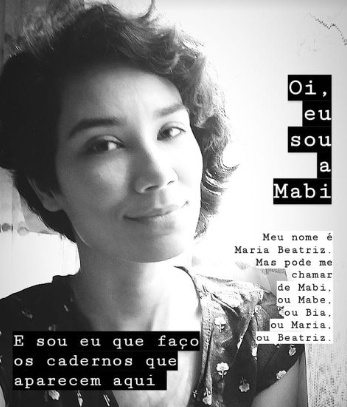 Oi,
eu
sou
a
Mabi
Meu nome é
Maria Beatriz.
Mas pode me
chamar
de Mabi,
ou Mabe,
ou Bia,
ou Maria,
ou Beatriz.
E sou eu que faço
os cadernos que
aparecem aqui